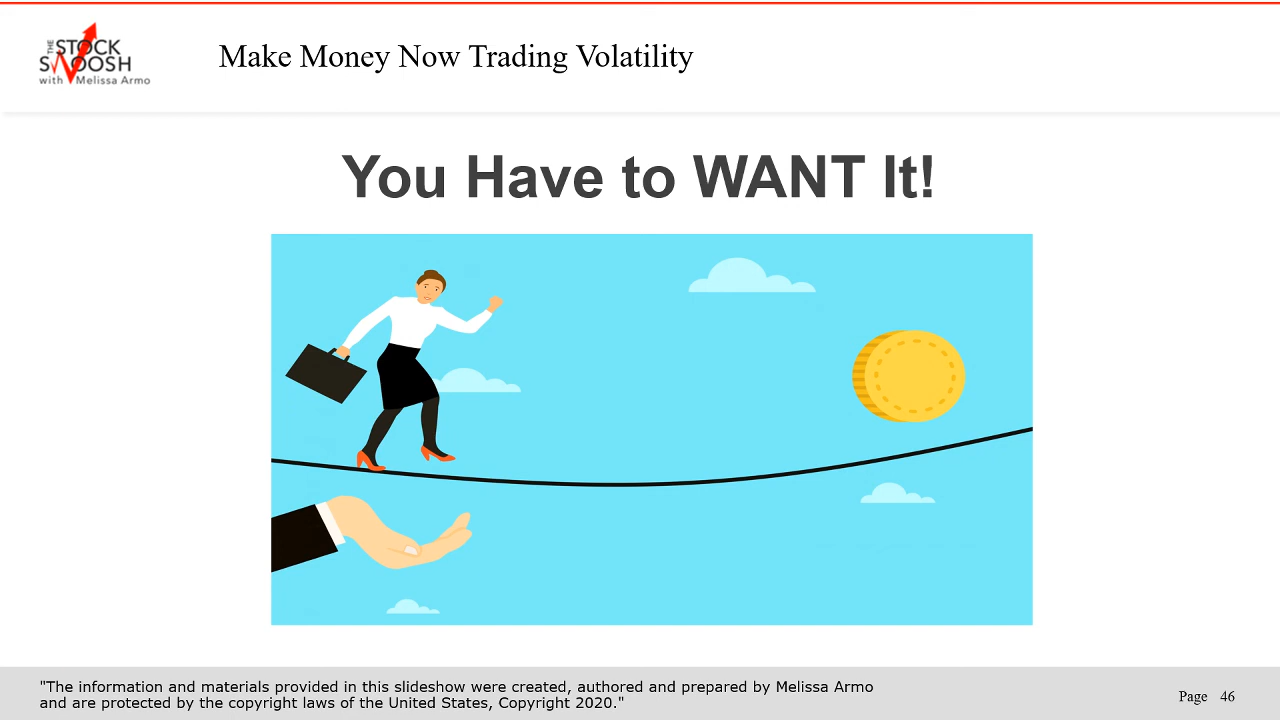 THE
STOCK
SWOOSH
with Melissa Armo
Make Money Now Trading Volatility
You Have to WANT It!
"The information and materials provided in this slideshow were created, authored and prepared by Melissa Armo
and are protected by the copyright laws of the United States, Copyright 2020."
Page 46